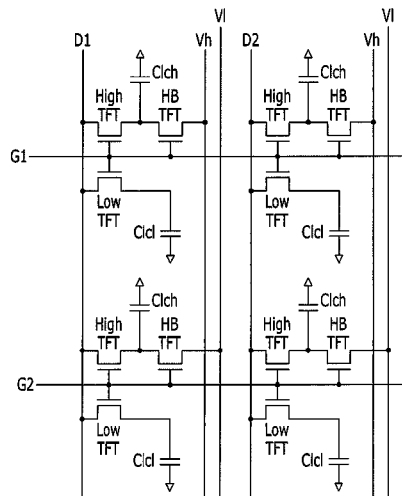 Vl Vl
D1 Vh D2 Vh
Clch Clch
High TFT HB TFT High TFT HB TFT
G1
Low TFT Low TFT
Clcl Clcl
Clch Clch
High TFT HB TFT High TFT HB TFT
G2
Low TFT Low TFT
Clcl Clcl